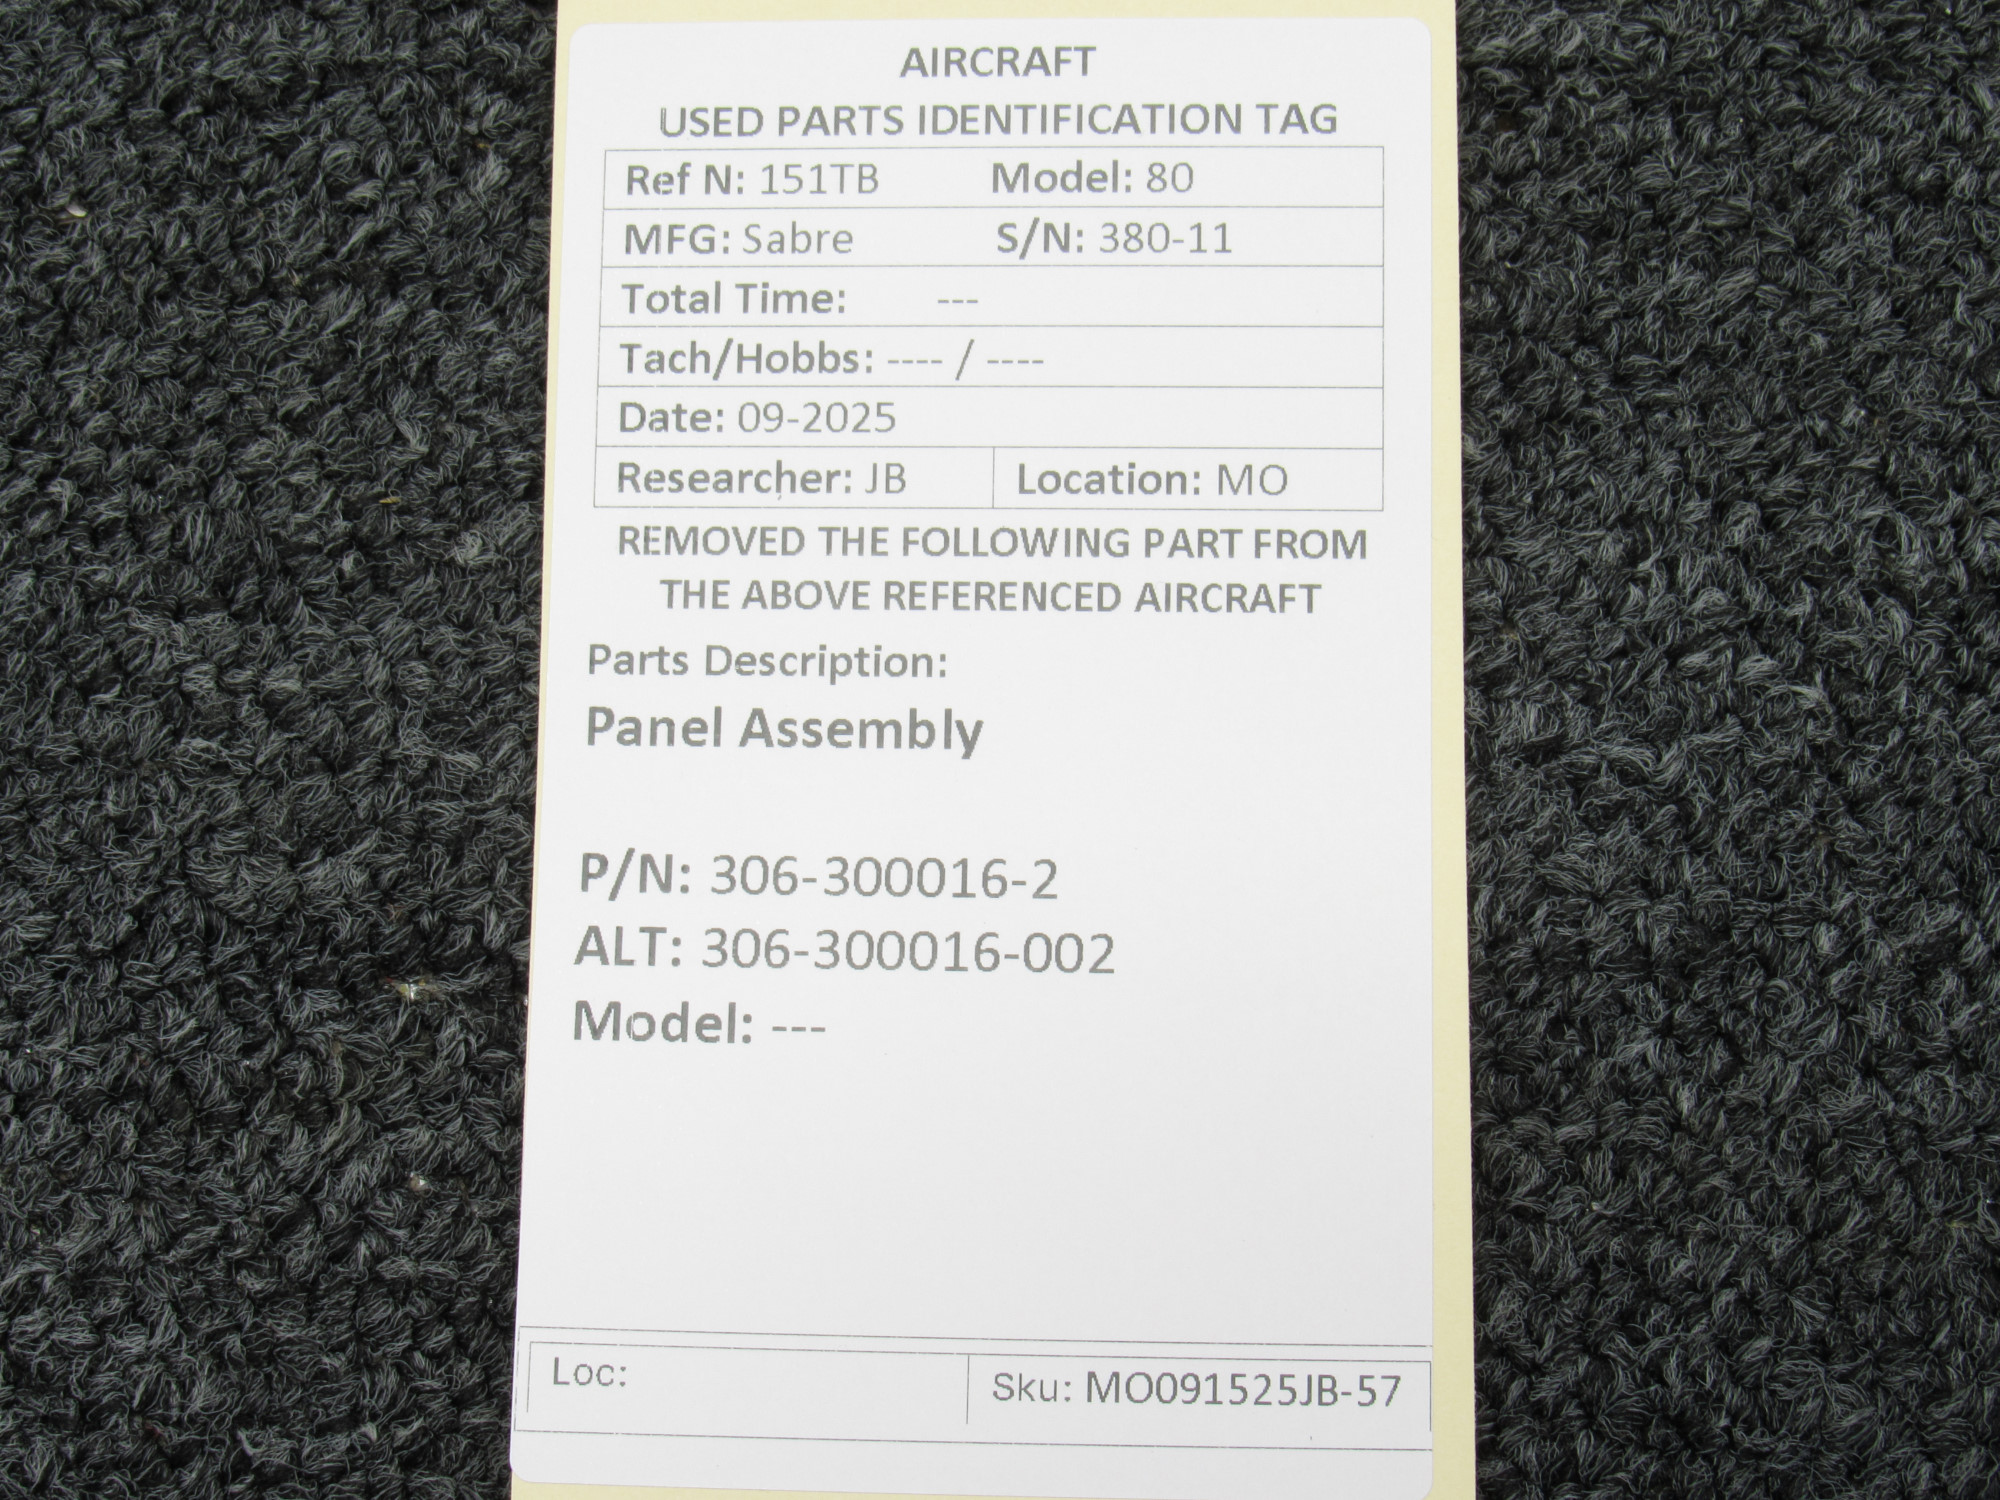 AIRCRAFT
USED PARTS IDENTIFICATION TAG
Ref N: 151TB Model: 80
MFG: Sabre S/N: 380-11
Total Time: ---
Tach/Hobbs: ---- / ----
Date: 09-2025
Researcher: JB Location: MO
REMOVED THE FOLLOWING PART FROM
THE ABOVE REFERENCED AIRCRAFT
Parts Description:
Panel Assembly
P/N: 306-300016-2
ALT: 306-300016-002
Model: ---
Loc: Sku: MO091525JB-57